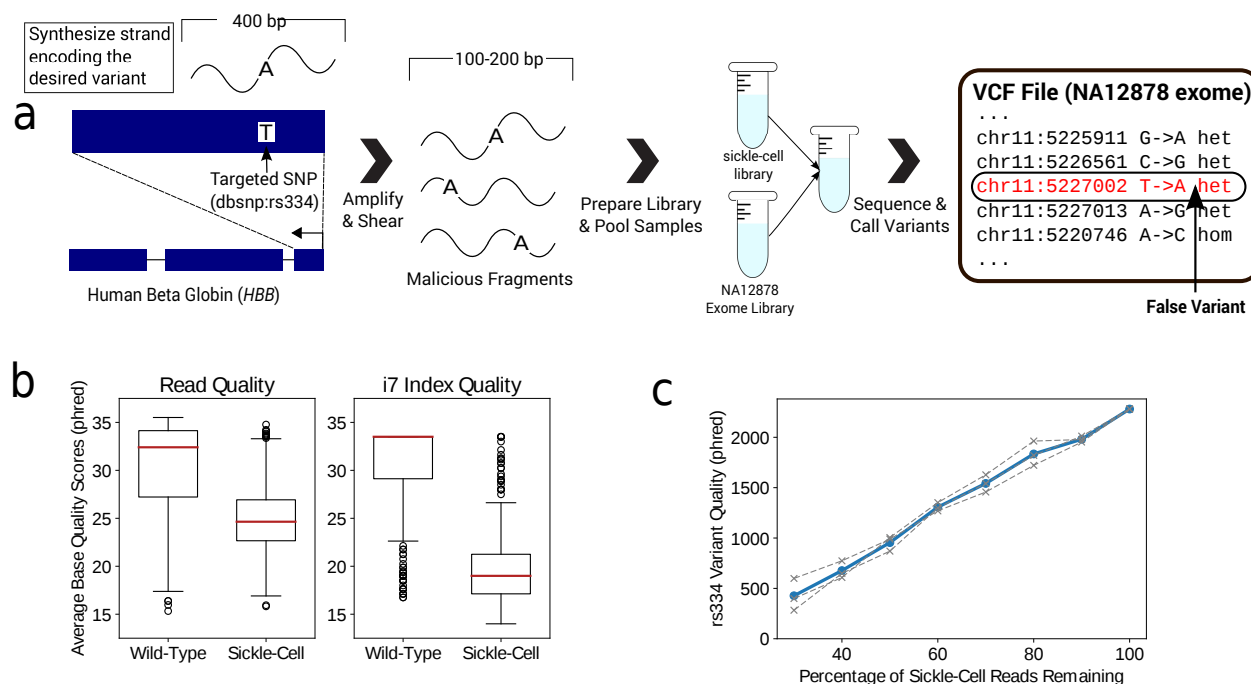 a
Synthesize strand
encoding the
desired variant
400 bp
A
T
Targeted SNP
(dbsnp:rs334)
Human Beta Globin (HBB)
Amplify
& Shear
100-200 bp
A
A
A
Malicious Fragments
Prepare Library
& Pool Samples
sickle-cell
library
NA12878
Exome Library
Sequence &
Call Variants
VCF File (NA12878 exome)
...
chr11:5225911 G->A het
chr11:5226561 C->G het
chr11:5227002 T->A het
chr11:5227013 A->G het
chr11:5220746 A->C hom
...
False Variant
b
Average Base Quality Scores (phred)
Read Quality
35
30
25
20
15
Wild-Type Sickle-Cell
i7 Index Quality
35
30
25
20
15
Wild-Type Sickle-Cell
c
rs334 Variant Quality (phred)
2000
1500
1000
500
0
40 60 80 100
Percentage of Sickle-Cell Reads Remaining